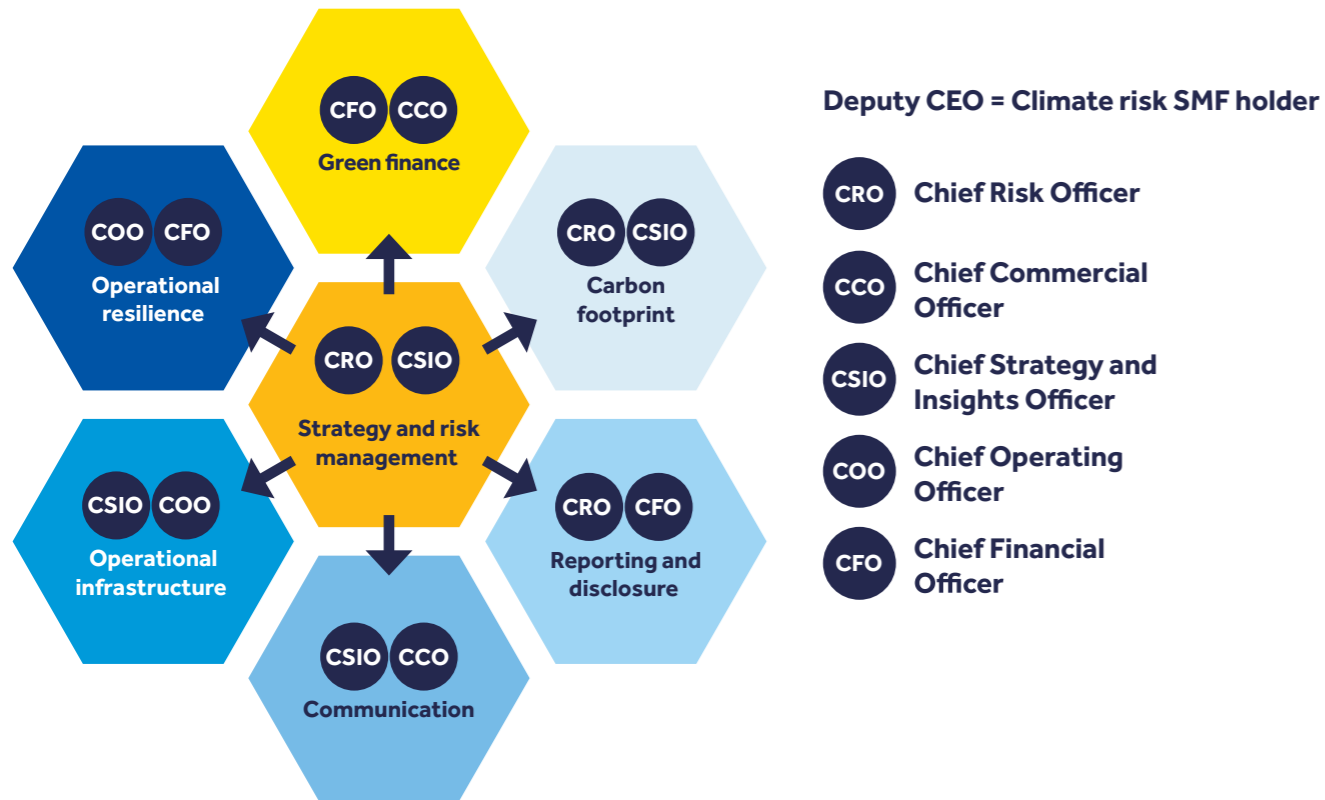 CFO CCO
Green finance
COO CFO
Operational
resilience
CRO CSIO
Carbon
footprint
CRO CSIO
Strategy and risk
management
CSIO COO
Operational
infrastructure
CRO CFO
Reporting and
disclosure
CSIO CCO
Communication
Deputy CEO = Climate risk SMF holder
CRO Chief Risk Officer
CCO Chief Commercial
Officer
CSIO Chief Strategy and
Insights Officer
COO Chief Operating
Officer
CFO Chief Financial
Officer